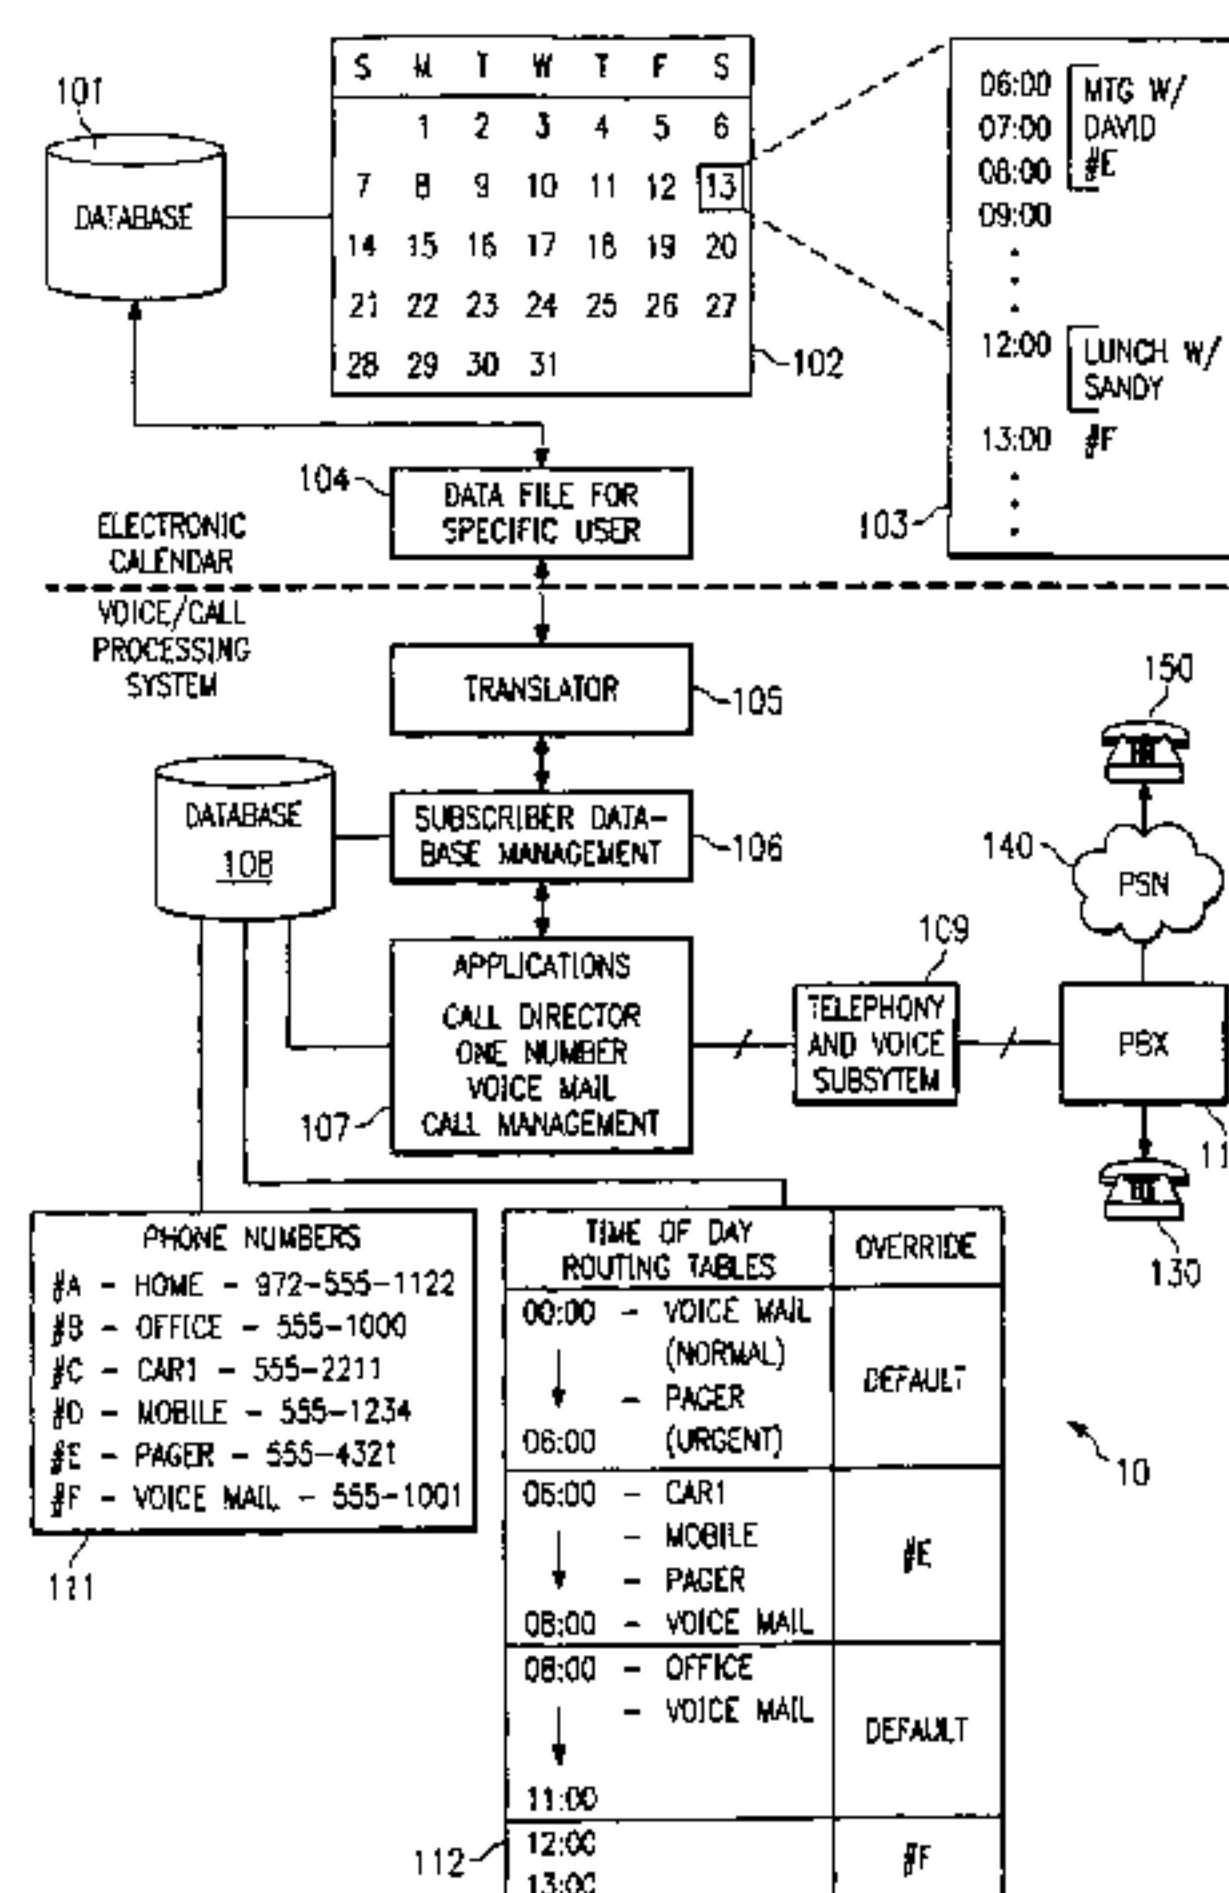 101
DATABASE
S M T W T F S
1 2 3 4 5 6
7 8 9 10 11 12 13
14 15 16 17 18 19 20
21 22 23 24 25 26 27
28 29 30 31
102
06:00 MTG W/
07:00 DAVID
08:00 #E
09:00
12:00 LUNCH W/
SANDY
13:00 #F
103
104
DATA FILE FOR
SPECIFIC USER
ELECTRONIC
CALENDAR
VOICE/CALL
PROCESSING
SYSTEM
TRANSLATOR
105
DATABASE
108
SUBSCRIBER DATA-
BASE MANAGEMENT
106
150
140
PSN
APPLICATIONS
CALL DIRECTOR
ONE NUMBER
VOICE MAIL
CALL MANAGEMENT
107
109
TELEPHONY
AND VOICE
SUBSYTEM
PBX
11
130
PHONE NUMBERS
#A - HOME - 972-555-1122
#B - OFFICE - 555-1000
#C - CAR1 - 555-2211
#D - MOBILE - 555-1234
#E - PAGER - 555-4321
#F - VOICE MAIL - 555-1001
111
TIME OF DAY
ROUTING TABLES
OVERRIDE
00:00 - VOICE MAIL
(NORMAL)
- PAGER
06:00 (URGENT)
DEFAULT
06:00 - CAR1
- MOBILE
- PAGER
08:00 - VOICE MAIL
#E
08:00 - OFFICE
- VOICE MAIL
11:00
DEFAULT
12:00
13:00
#F
112
10